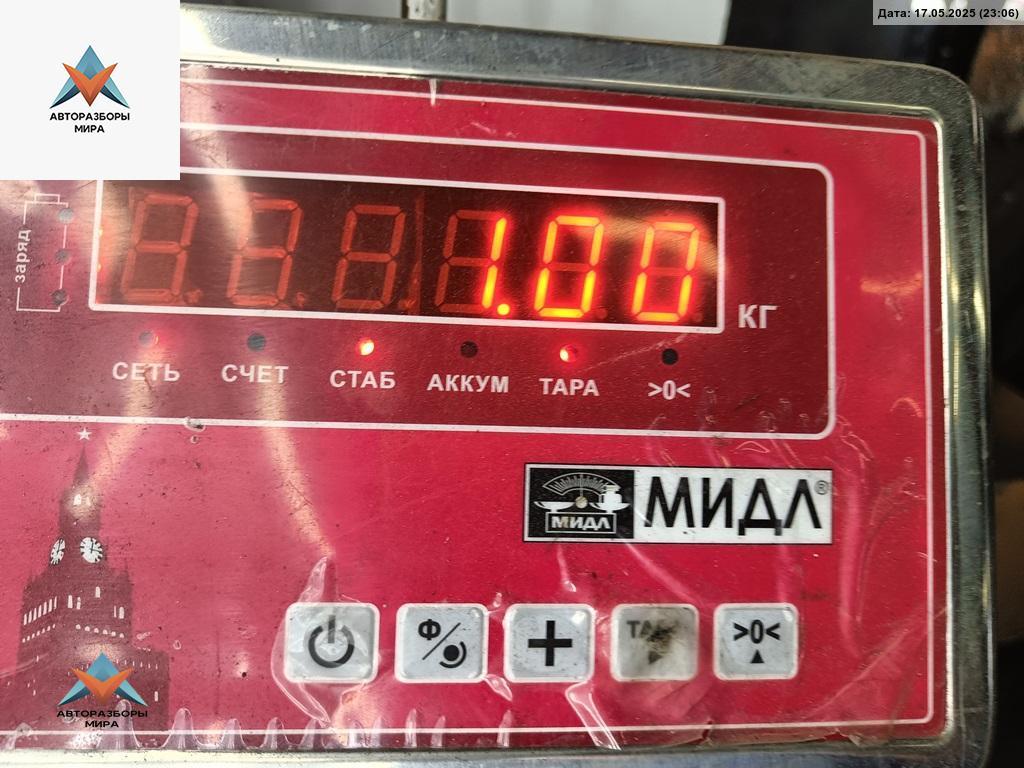 Дата: 17.05.2025 (23:06)
АВТОРАЗБОРЫ
МИРА
заряд
1.00
КГ
СЕТЬ СЧЕТ СТАБ АККУМ ТАРА >0<
МИДЛ МИДЛ®
Ф + >0<
АВТОРАЗБОРЫ
МИРА